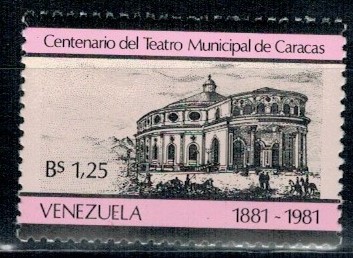 Centenario del Teatro Municipal de Caracas
Bs 1,25
VENEZUELA 1881-1981